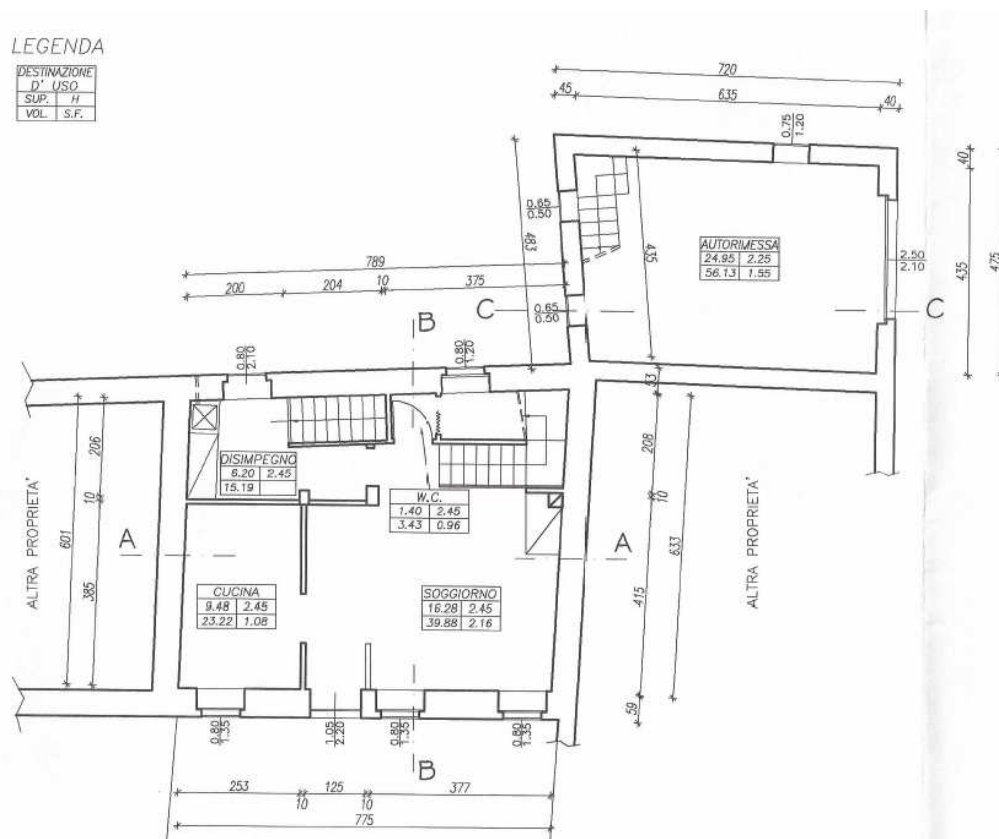 LEGENDA
DESTINAZIONE
D' USO
SUP. H
VOL. S.F.
720
45 635 40
0.75
1.20
40
483
0.65
0.50
435
AUTORIMESSA
24.95 2.25
56.13 1.55
2.50
2.10
435
475
789
200 204 10 375
B
C
0.65
0.50
C
0.80
2.10
0.80
1.20
53
206
208
DISIMPEGNO
6.20 2.45
15.19
W.C.
1.40 2.45
3.43 0.96
10
10
ALTRA PROPRIETA'
601
A
A
633
ALTRA PROPRIETA'
385
CUCINA
9.48 2.45
23.22 1.08
SOGGIORNO
16.28 2.45
39.88 2.16
415
59
0.80
1.35
1.05
2.20
0.80
1.35
0.80
1.35
B
253 125 377
10 10
775